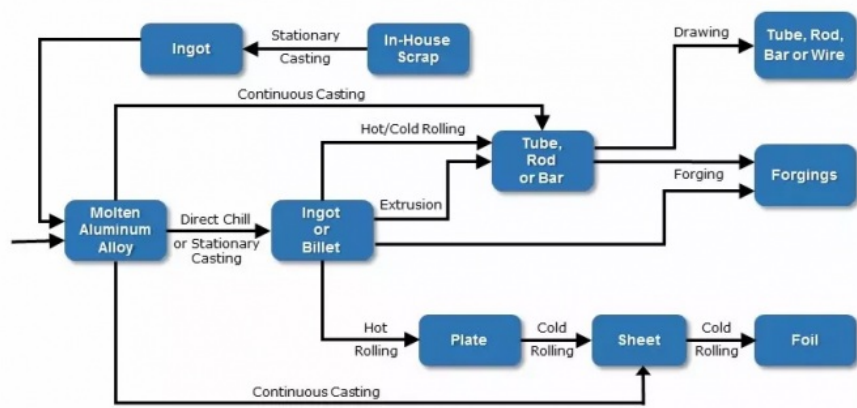 Ingot
Stationary
Casting
In-House
Scrap
Drawing
Tube, Rod,
Bar or Wire
Continuous Casting
Hot/Cold Rolling
Tube,
Rod
or Bar
Extrusion
Forging
Forgings
Molten
Aluminum
Alloy
Direct Chill
or Stationary
Casting
Ingot
or
Billet
Hot
Rolling
Plate
Cold
Rolling
Sheet
Cold
Rolling
Foil
Continuous Casting